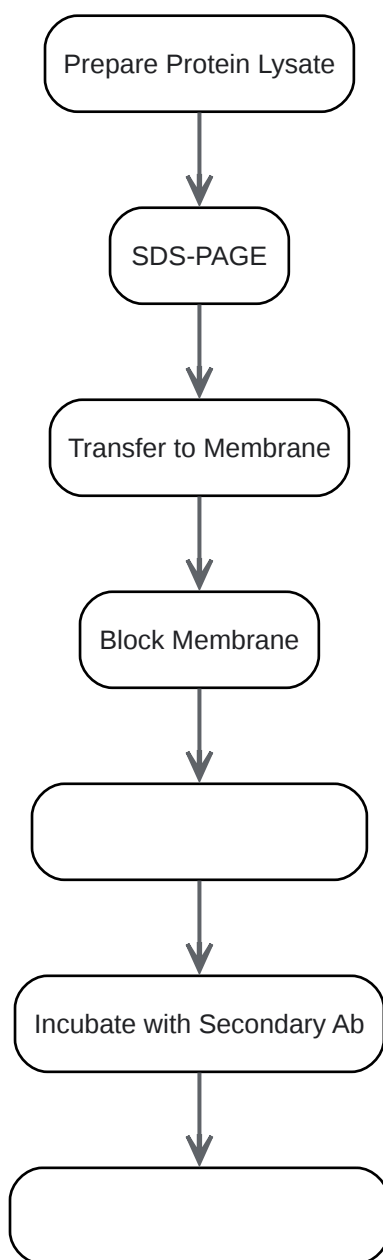 Prepare Protein Lysate
SDS-PAGE
Transfer to Membrane
Block Membrane
Incubate with Secondary Ab